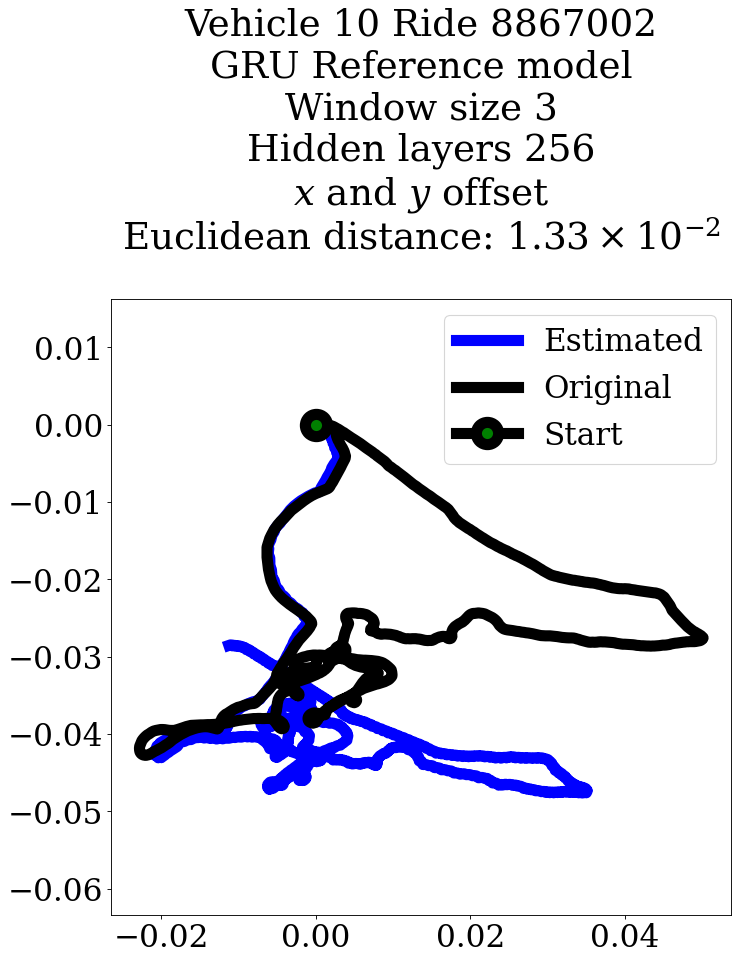 Vehicle 10 Ride 8867002
GRU Reference model
Window size 3
Hidden layers 256
x and y offset
Euclidean distance: 1.33 × 10⁻²
Estimated
Original
Start
0.01
0.00
−0.01
−0.02
−0.03
−0.04
−0.05
−0.06
−0.02 0.00 0.02 0.04